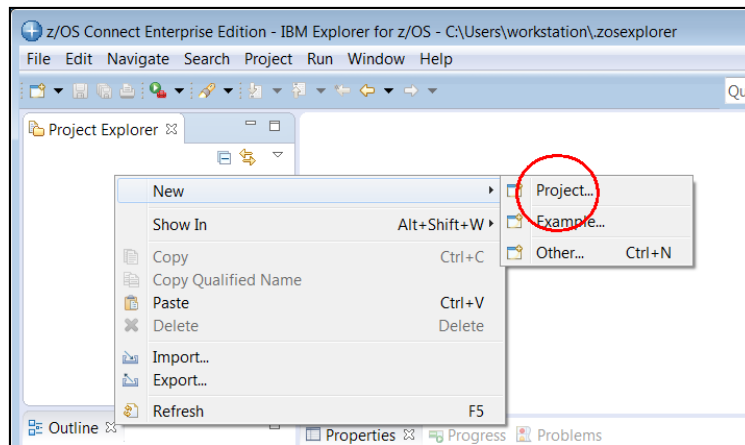 z/OS Connect Enterprise Edition - IBM Explorer for z/OS - C:\Users\workstation\.zosexplorer
File Edit Navigate Search Project Run Window Help
Qu
Project Explorer
New
Project...
Show In Alt+Shift+W
Example...
Copy Ctrl+C
Other... Ctrl+N
Copy Qualified Name
Paste Ctrl+V
Delete Delete
Import...
Export...
Refresh F5
Outline
Properties Progress Problems